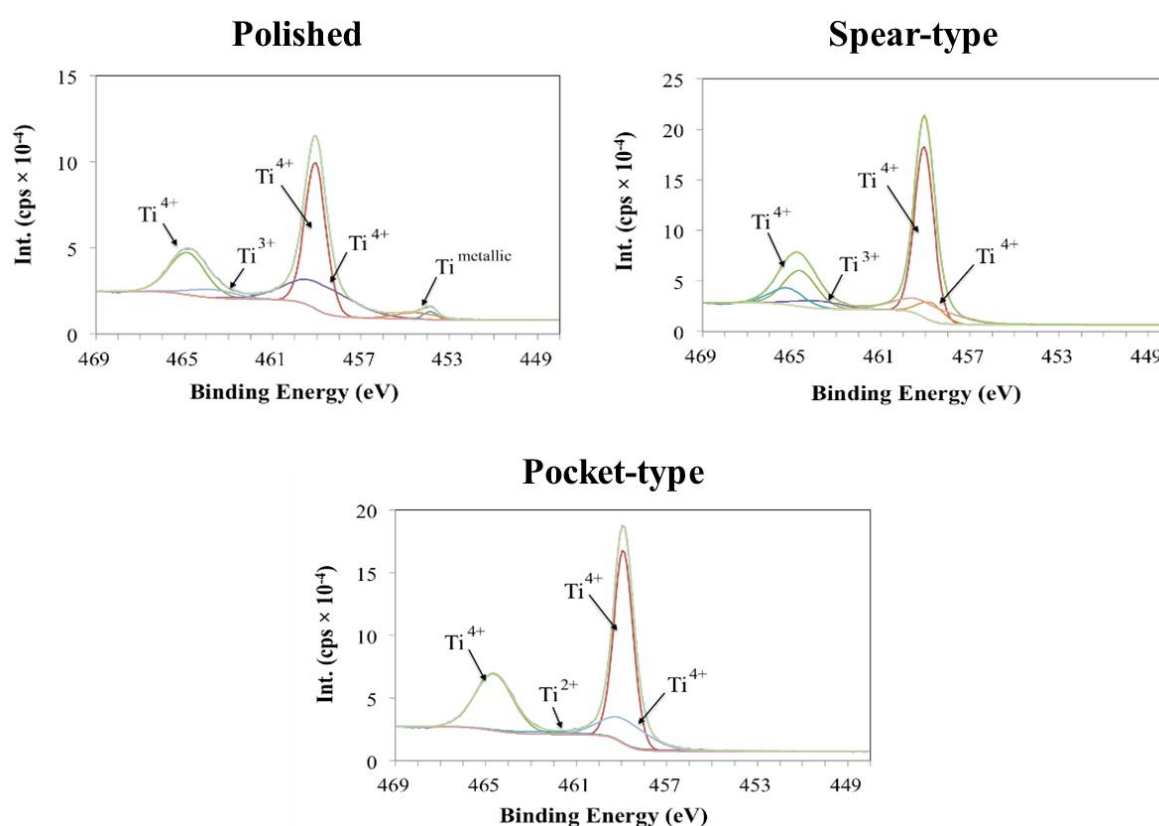 Polished
Int. (cps × 10⁻⁴)
15
10
5
0
Ti⁴⁺
Ti³⁺
Ti⁴⁺
Ti⁴⁺
Ti ᵐᵉᵗᵃˡˡⁱᶜ
469 465 461 457 453 449
Binding Energy (eV)
Spear-type
Int. (cps × 10⁻⁴)
25
20
15
10
5
0
Ti⁴⁺
Ti³⁺
Ti⁴⁺
Ti⁴⁺
469 465 461 457 453 449
Binding Energy (eV)
Pocket-type
Int. (cps × 10⁻⁴)
20
15
10
5
0
Ti⁴⁺
Ti²⁺
Ti⁴⁺
Ti⁴⁺
469 465 461 457 453 449
Binding Energy (eV)